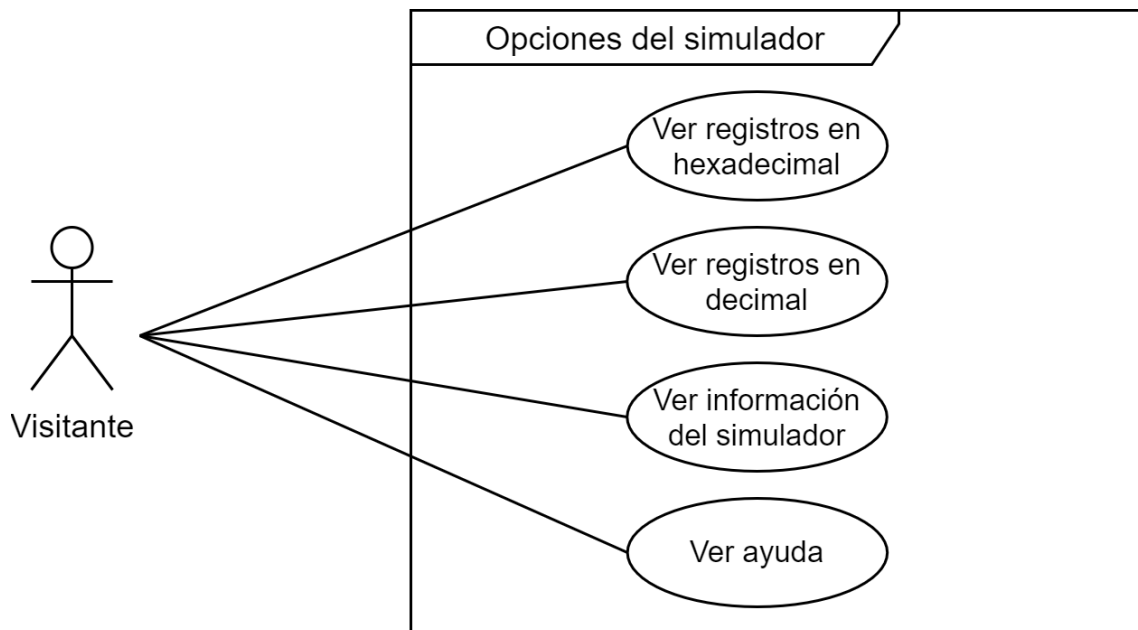 Opciones del simulador
Ver registros en
hexadecimal
Ver registros en
decimal
Ver información
del simulador
Ver ayuda
Visitante